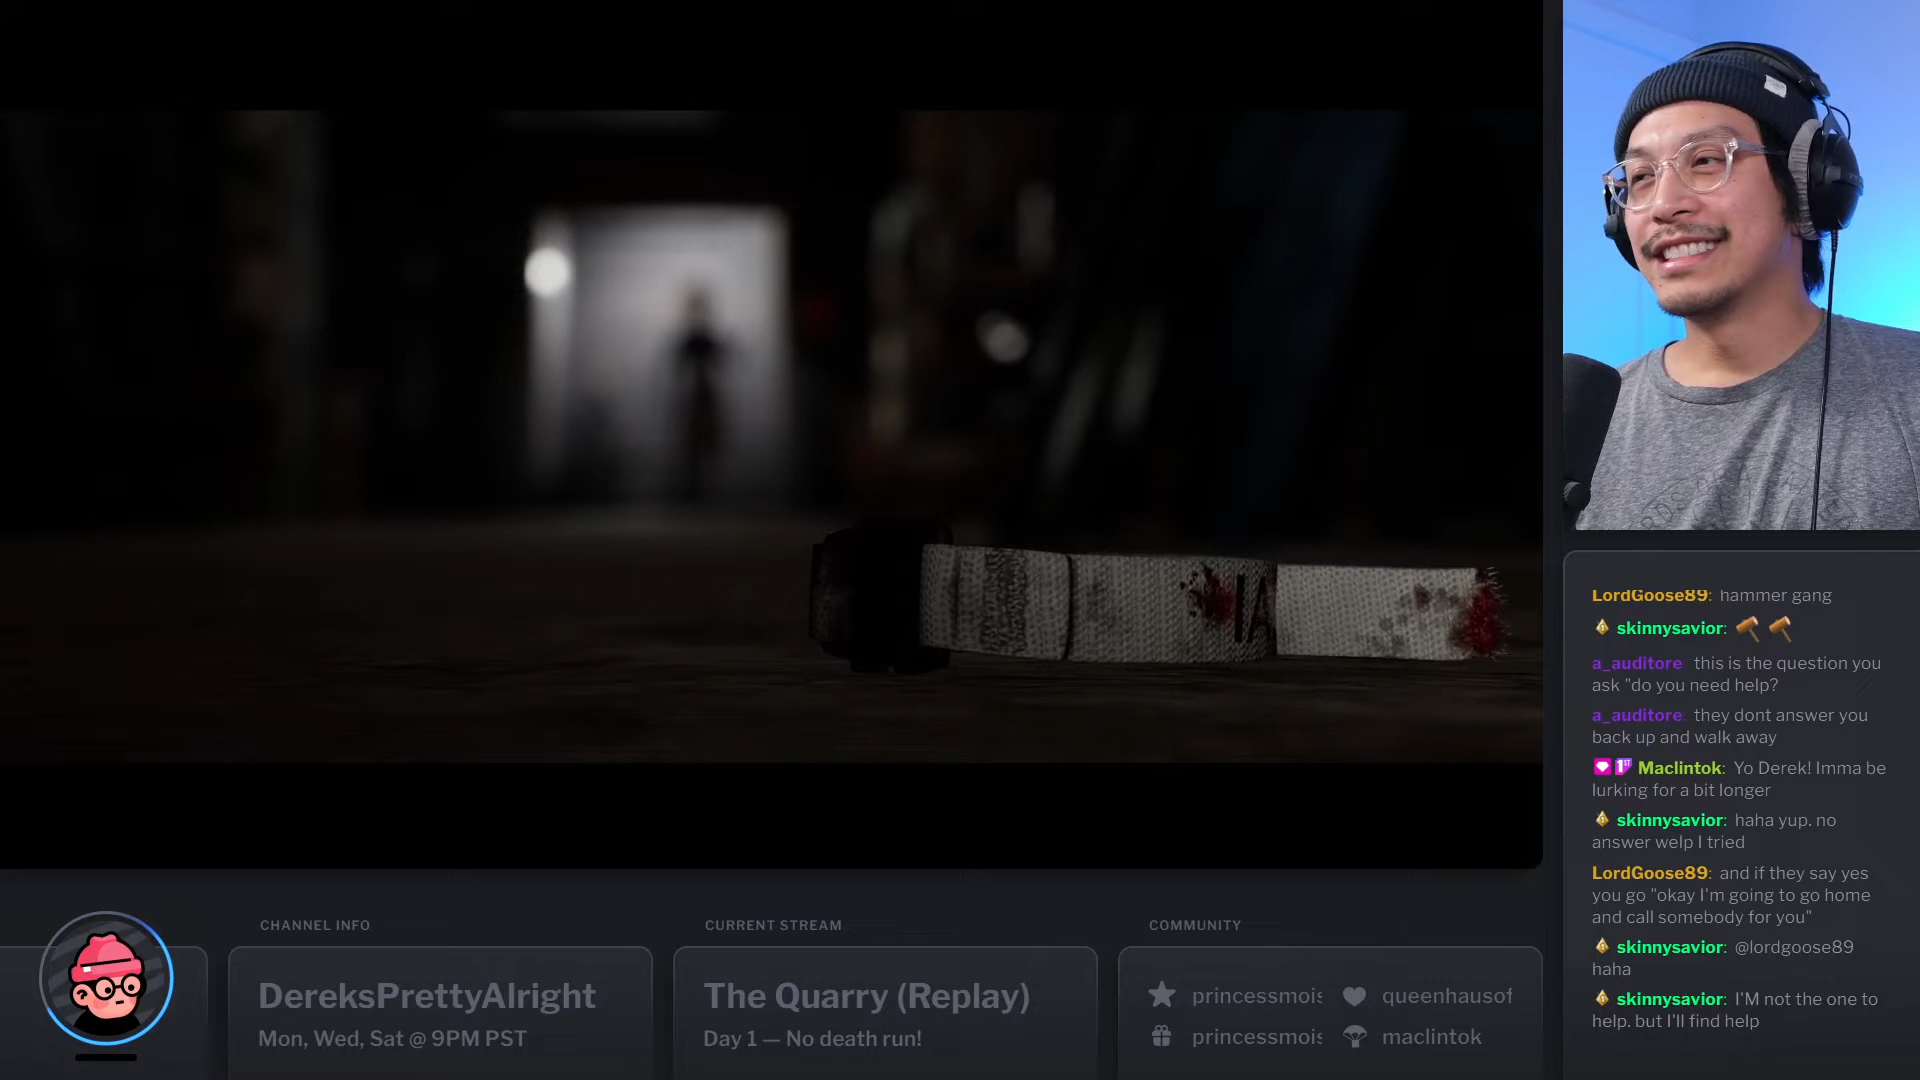 IA
LordGoose89: hammer gang
skinnysavior:
a_auditore this is the question you
ask "do you need help?
a_auditore: they dont answer you
back up and walk away
Maclintok: Yo Derek! Imma be
lurking for a bit longer
skinnysavior: haha yup. no
answer welp I tried
LordGoose89: and if they say yes
you go "okay I'm going to go home
and call somebody for you"
skinnysavior: @lordgoose89
haha
skinnysavior: I'M not the one to
help. but I'll find help
CHANNEL INFO
DereksPrettyAlright
Mon, Wed, Sat @ 9PM PST
CURRENT STREAM
The Quarry (Replay)
Day 1 — No death run!
COMMUNITY
princessmois queenhausof
princessmois maclintok